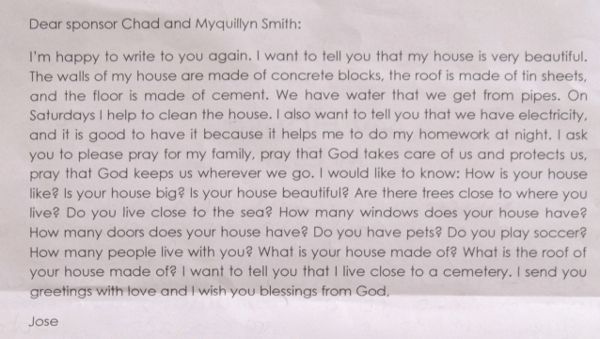 Dear sponsor Chad and Myquillyn Smith:
I'm happy to write to you again. I want to tell you that my house is very beautiful.
The walls of my house are made of concrete blocks, the roof is made of tin sheets,
and the floor is made of cement. We have water that we get from pipes. On
Saturdays I help to clean the house. I also want to tell you that we have electricity,
and it is good to have it because it helps me to do my homework at night. I ask
you to please pray for my family, pray that God takes care of us and protects us,
pray that God keeps us wherever we go. I would like to know: How is your house
like? Is your house big? Is your house beautiful? Are there trees close to where you
live? Do you live close to the sea? How many windows does your house have?
How many doors does your house have? Do you have pets? Do you play soccer?
How many people live with you? What is your house made of? What is the roof of
your house made of? I want to tell you that I live close to a cemetery. I send you
greetings with love and I wish you blessings from God.
Jose